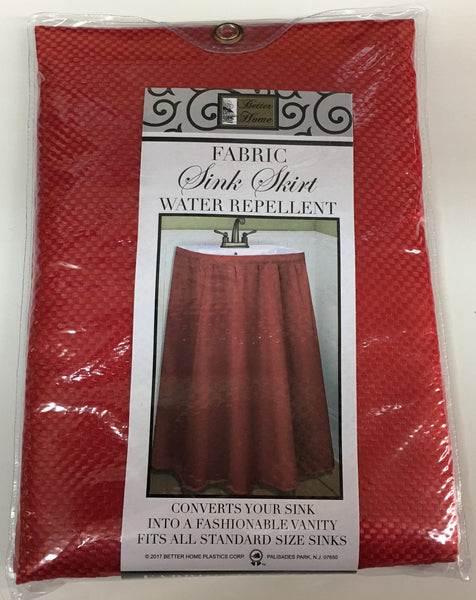 Better
Home
FABRIC
Sink Skirt
WATER REPELLENT
CONVERTS YOUR SINK
INTO A FASHIONABLE VANITY
FITS ALL STANDARD SIZE SINKS
© 2017 BETTER HOME PLASTICS CORP. PALISADES PARK, N.J. 07650